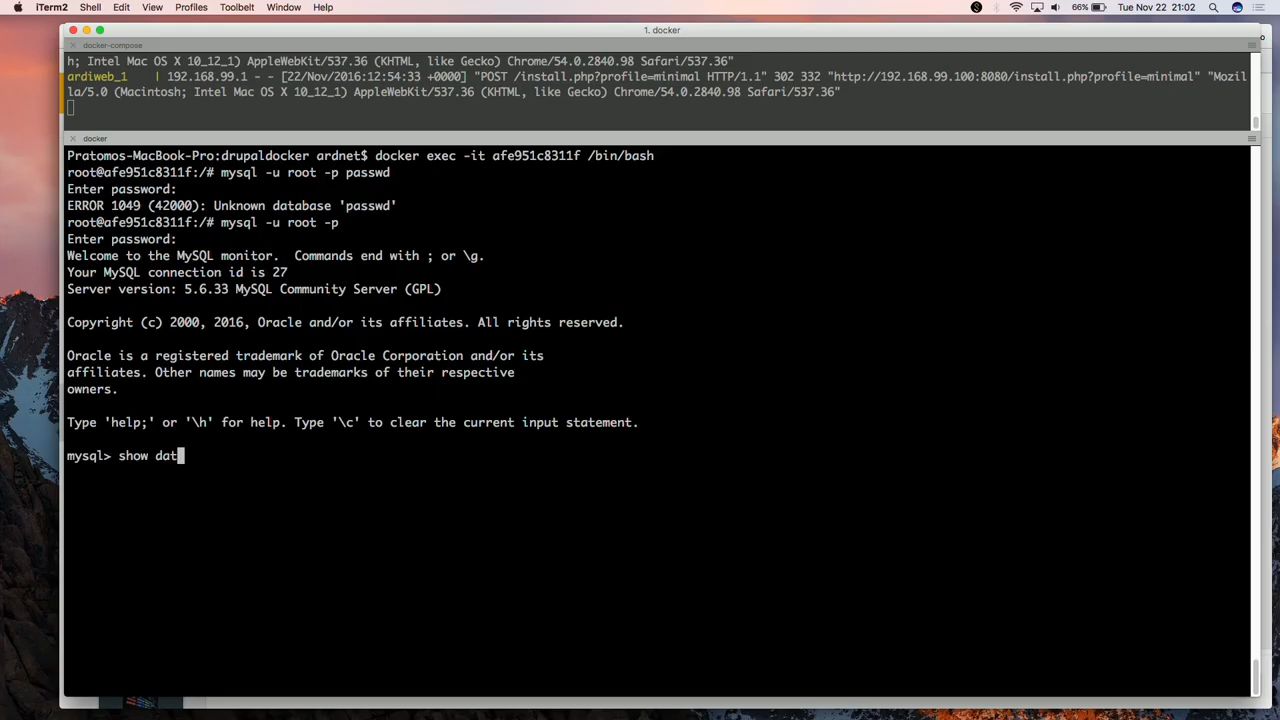 iTerm2 Shell Edit View Profiles Toolbelt Window Help 66% Tue Nov 22 21:02
1. docker
docker-compose
h; Intel Mac OS X 10_12_1) AppleWebKit/537.36 (KHTML, like Gecko) Chrome/54.0.2840.98 Safari/537.36"
ardiweb_1 | 192.168.99.1 - - [22/Nov/2016:12:54:33 +0000] "POST /install.php?profile=minimal HTTP/1.1" 302 332 "http://192.168.99.100:8080/install.php?profile=minimal" "Mozil
la/5.0 (Macintosh; Intel Mac OS X 10_12_1) AppleWebKit/537.36 (KHTML, like Gecko) Chrome/54.0.2840.98 Safari/537.36"
docker
Pratomos-MacBook-Pro:drupaldocker ardnet$ docker exec -it afe951c8311f /bin/bash
root@afe951c8311f:/# mysql -u root -p passwd
Enter password:
ERROR 1049 (42000): Unknown database 'passwd'
root@afe951c8311f:/# mysql -u root -p
Enter password:
Welcome to the MySQL monitor.  Commands end with ; or \g.
Your MySQL connection id is 27
Server version: 5.6.33 MySQL Community Server (GPL)
Copyright (c) 2000, 2016, Oracle and/or its affiliates. All rights reserved.
Oracle is a registered trademark of Oracle Corporation and/or its
affiliates. Other names may be trademarks of their respective
owners.
Type 'help;' or '\h' for help. Type '\c' to clear the current input statement.
mysql> show dat